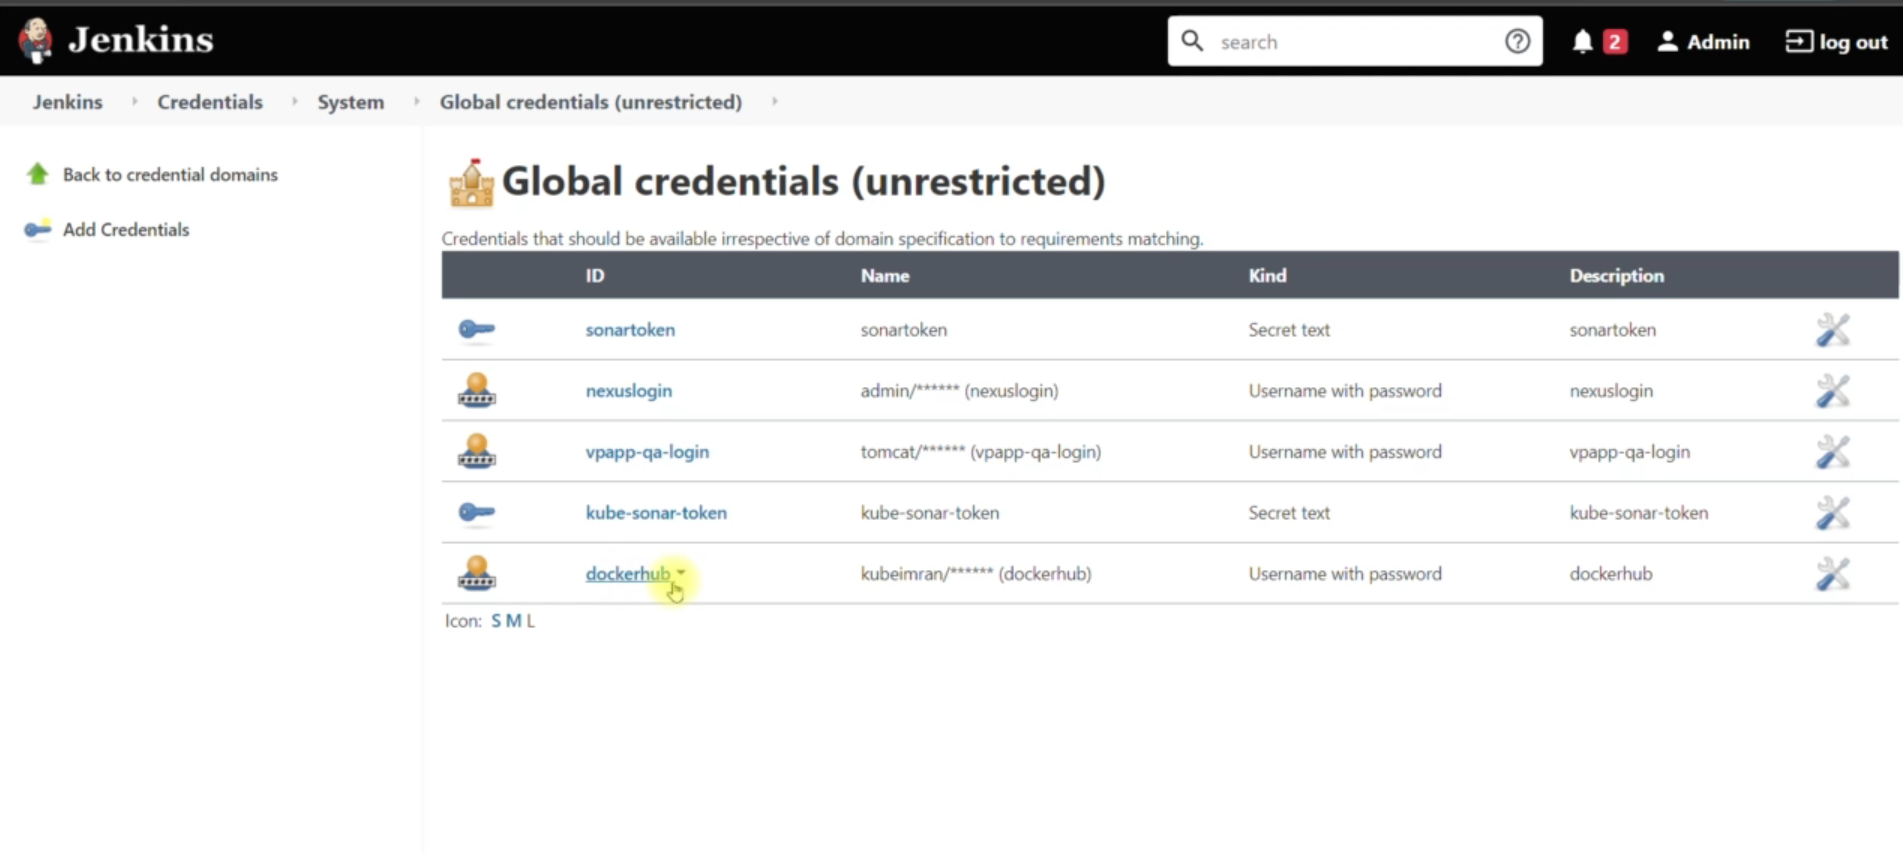 Jenkins
search
2
Admin
log out
Jenkins
Credentials
System
Global credentials (unrestricted)
Back to credential domains
Add Credentials
Global credentials (unrestricted)
Credentials that should be available irrespective of domain specification to requirements matching.
ID Name Kind Description
sonartoken sonartoken Secret text sonartoken
nexuslogin admin/****** (nexuslogin) Username with password nexuslogin
vpapp-qa-login tomcat/****** (vpapp-qa-login) Username with password vpapp-qa-login
kube-sonar-token kube-sonar-token Secret text kube-sonar-token
dockerhub kubeimran/****** (dockerhub) Username with password dockerhub
Icon: S M L